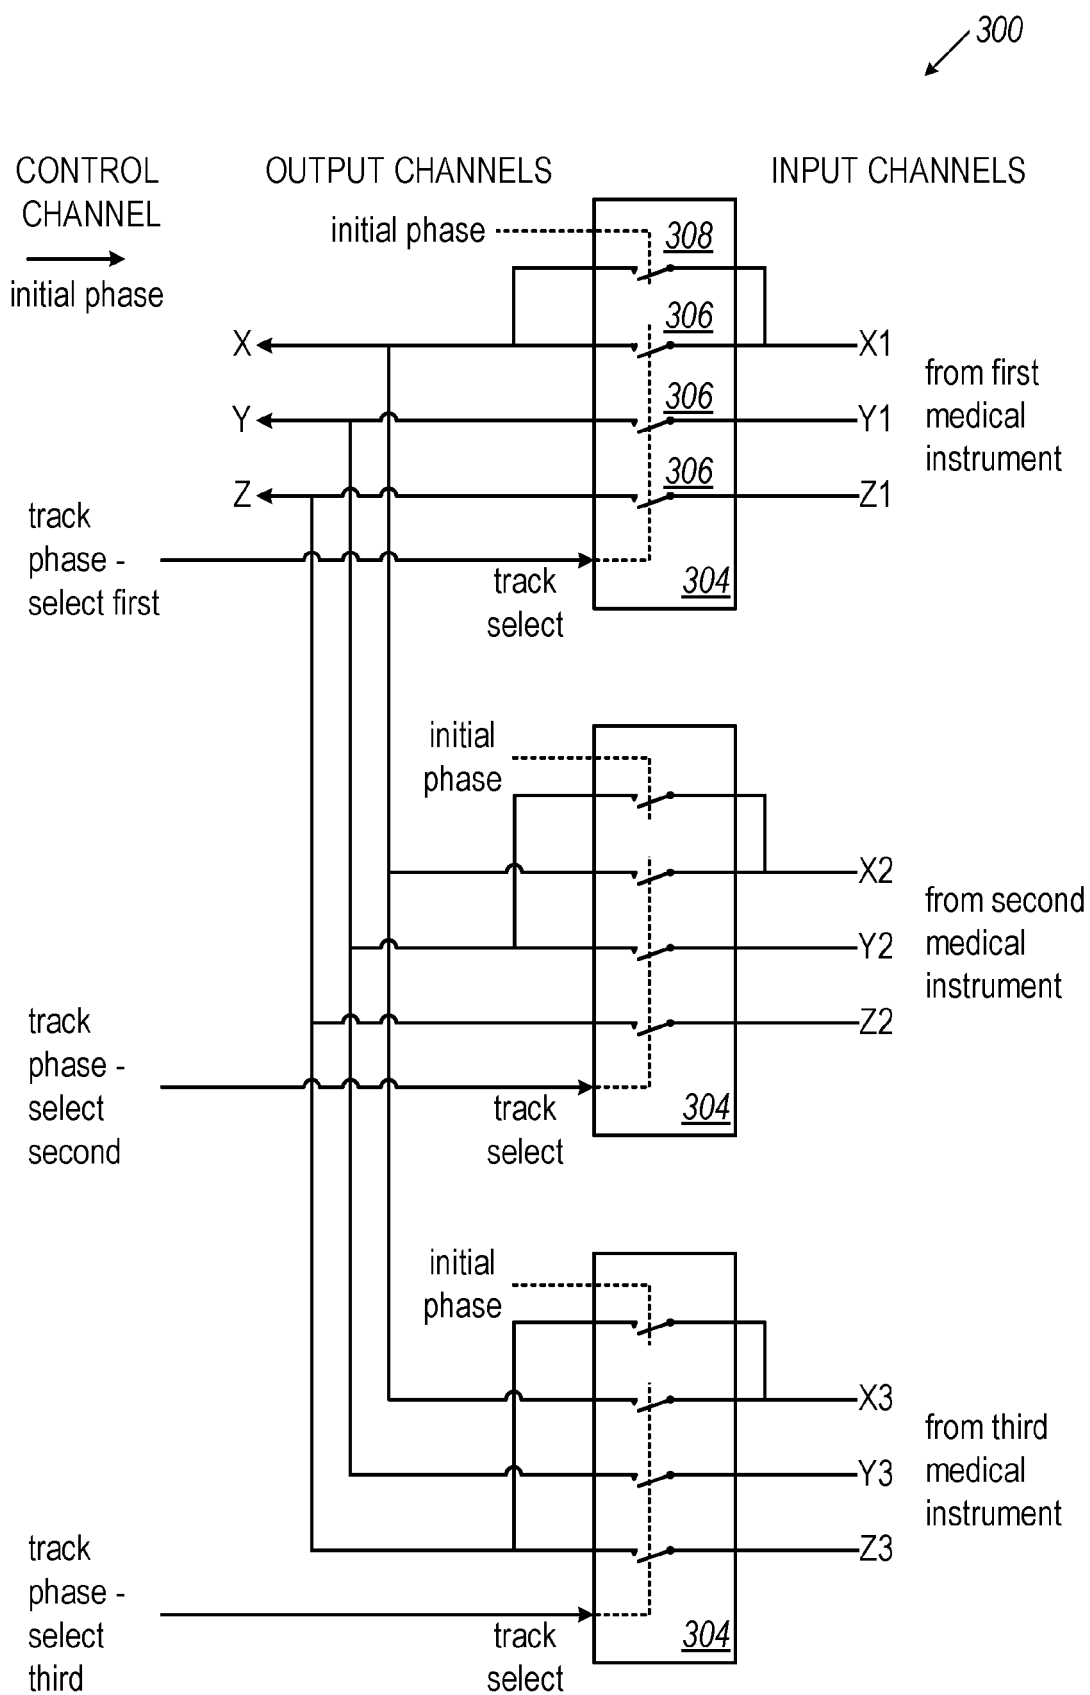 300
CONTROL
CHANNEL
initial phase
OUTPUT CHANNELS
INPUT CHANNELS
initial phase
308
306
X
X1
306
Y
Y1
306
Z
Z1
from first
medical
instrument
track
phase -
select first
track
select
304
initial
phase
X2
Y2
Z2
from second
medical
instrument
track
phase -
select
second
track
select
304
initial
phase
X3
Y3
Z3
from third
medical
instrument
track
phase -
select
third
track
select
304